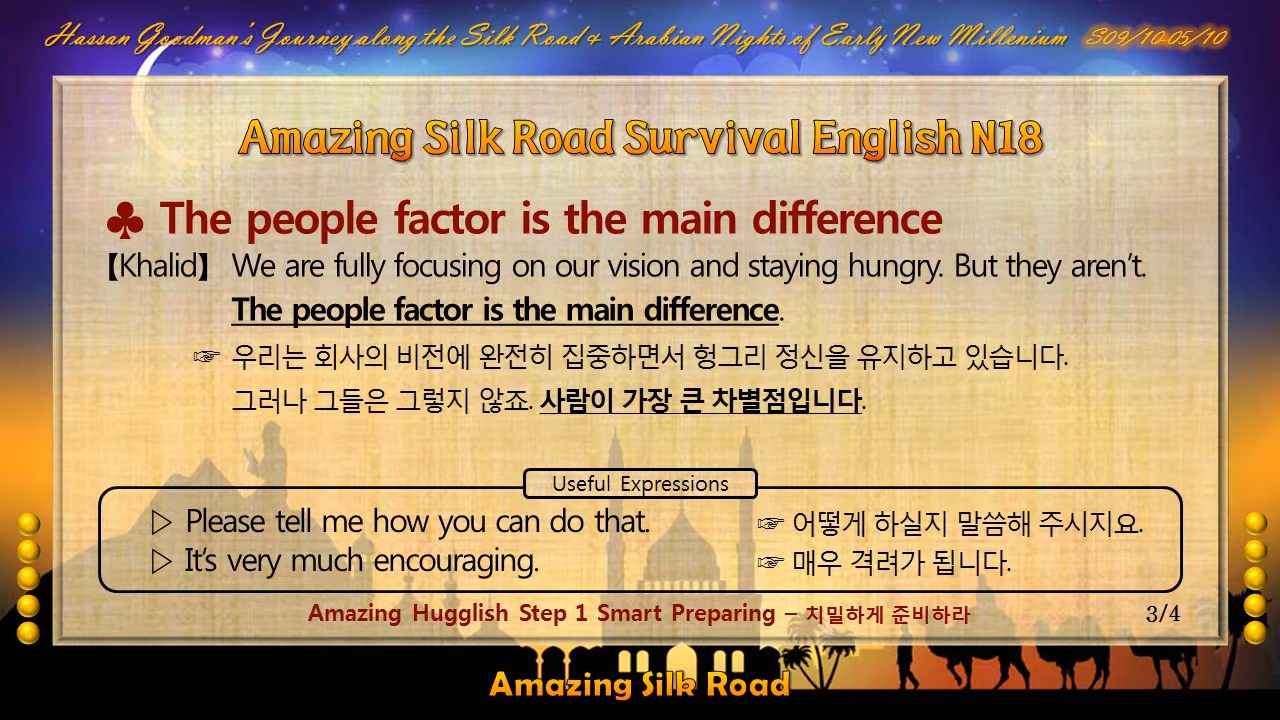 Hassan Goodman's Journey along the Silk Road & Arabian Nights of Early New Millenium S09/10-05/10
Amazing Silk Road Survival English N18
♣ The people factor is the main difference
【Khalid】 We are fully focusing on our vision and staying hungry. But they aren't.
The people factor is the main difference.
☞ 우리는 회사의 비전에 완전히 집중하면서 헝그리 정신을 유지하고 있습니다.
그러나 그들은 그렇지 않죠. 사람이 가장 큰 차별점입니다.
Useful Expressions
▷ Please tell me how you can do that. ☞ 어떻게 하실지 말씀해 주시지요.
▷ It's very much encouraging. ☞ 매우 격려가 됩니다.
Amazing Hugglish Step 1 Smart Preparing – 치밀하게 준비하라 3/4
Amazing Silk Road